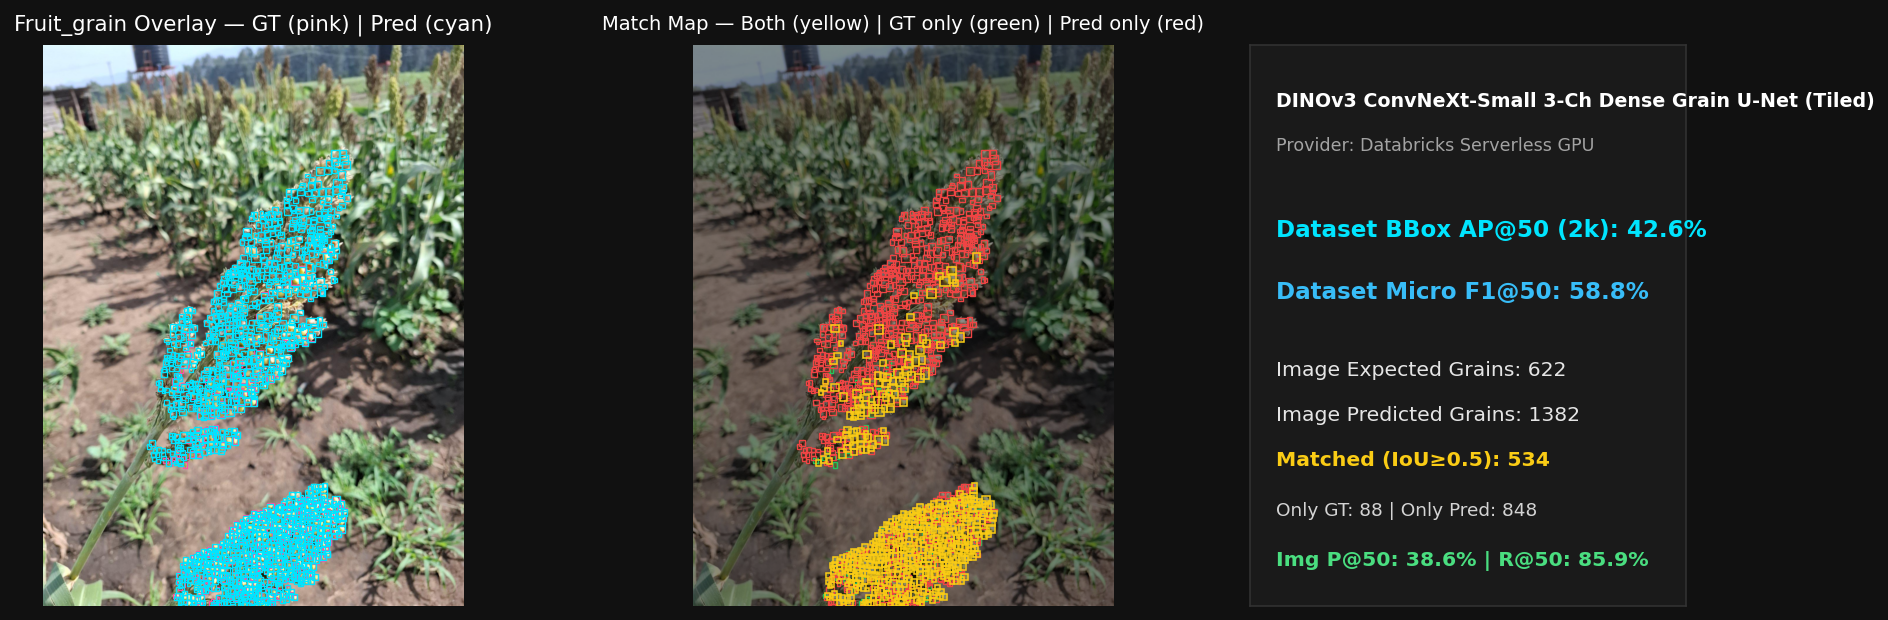 Fruit_grain Overlay — GT (pink) | Pred (cyan)
Match Map — Both (yellow) | GT only (green) | Pred only (red)
DINOv3 ConvNeXt-Small 3-Ch Dense Grain U-Net (Tiled)
Provider: Databricks Serverless GPU
Dataset BBox AP@50 (2k): 42.6%
Dataset Micro F1@50: 58.8%
Image Expected Grains: 622
Image Predicted Grains: 1382
Matched (IoU≥0.5): 534
Only GT: 88 | Only Pred: 848
Img P@50: 38.6% | R@50: 85.9%